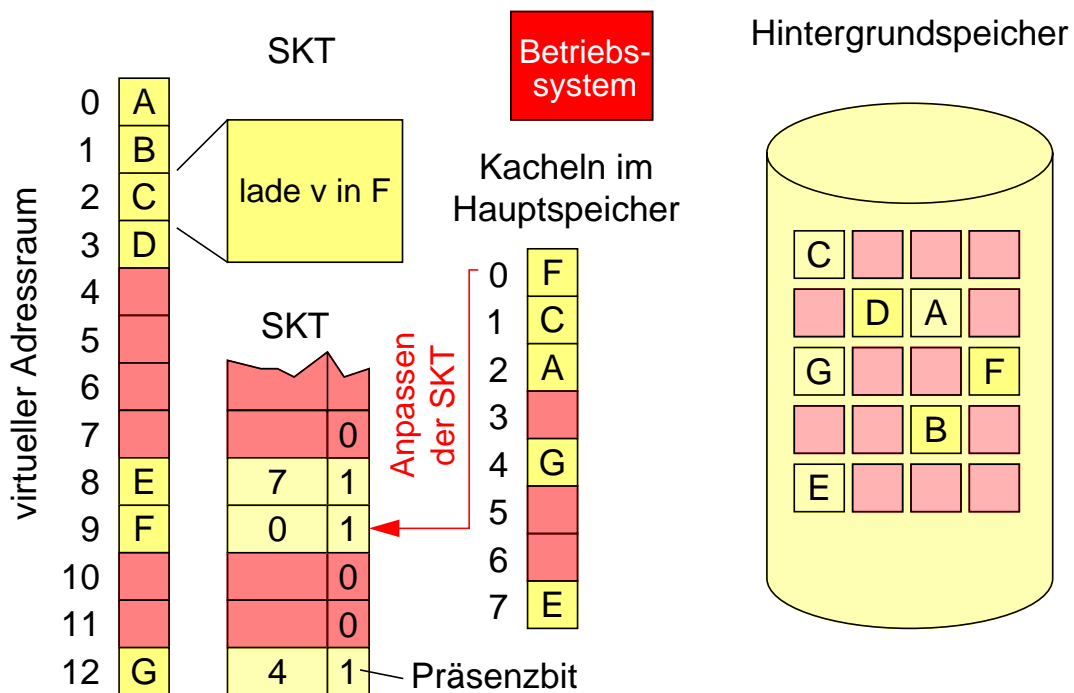 SKT
Betriebs-
system
Hintergrundspeicher
virtueller Adressraum
0 A
1 B
2 C
3 D
4
5
6
7
8 E
9 F
10
11
12 G
lade v in F
SKT
0
7 1
0 1
0
0
4 1
Präsenzbit
Anpassen
der SKT
Kacheln im
Hauptspeicher
0 F
1 C
2 A
3
4 G
5
6
7 E
C
D A
G F
B
E